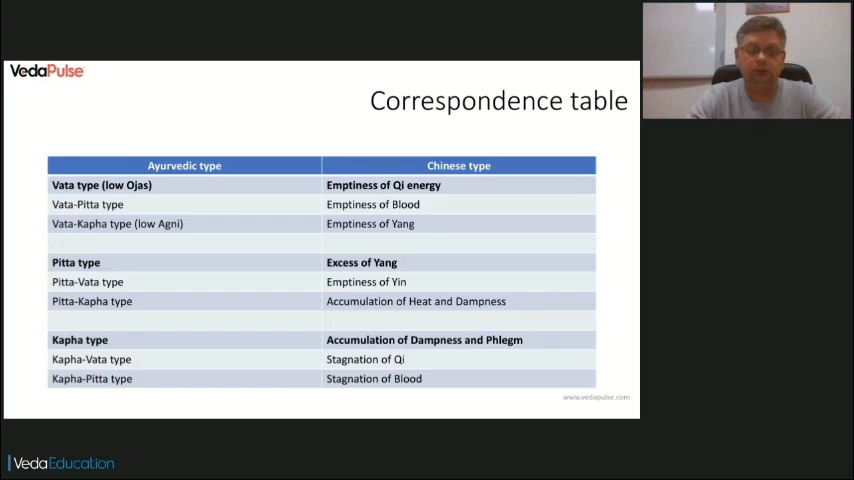 VedaPulse
Correspondence table
Ayurvedic type Chinese type
Vata type (low Ojas) Emptiness of Qi energy
Vata-Pitta type Emptiness of Blood
Vata-Kapha type (low Agni) Emptiness of Yang
Pitta type Excess of Yang
Pitta-Vata type Emptiness of Yin
Pitta-Kapha type Accumulation of Heat and Dampness
Kapha type Accumulation of Dampness and Phlegm
Kapha-Vata type Stagnation of Qi
Kapha-Pitta type Stagnation of Blood
www.vedapulse.com
VedaEducation